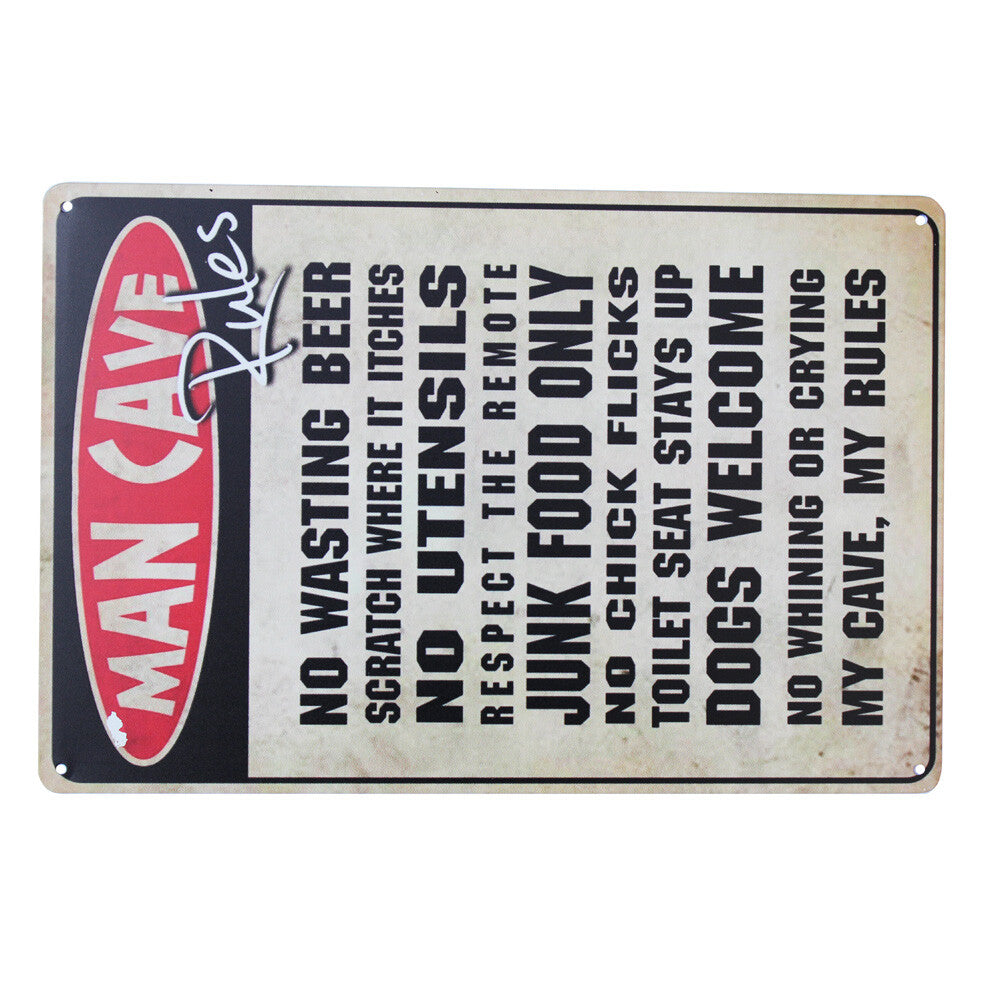 MAN CAVE
Rules
NO WASTING BEER
SCRATCH WHERE IT ITCHES
NO UTENSILS
RESPECT THE REMOTE
JUNK FOOD ONLY
NO CHICK FLICKS
TOILET SEAT STAYS UP
DOGS WELCOME
NO WHINING OR CRYING
MY CAVE, MY RULES